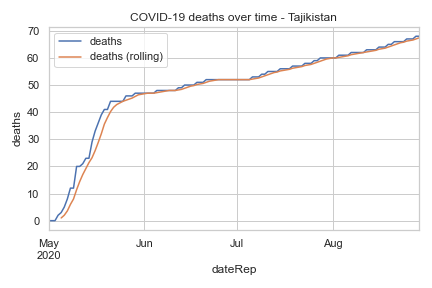 COVID-19 deaths over time - Tajikistan
deaths
deaths (rolling)
70
60
50
40
30
20
10
0
deaths
May
2020
Jun
Jul
Aug
dateRep